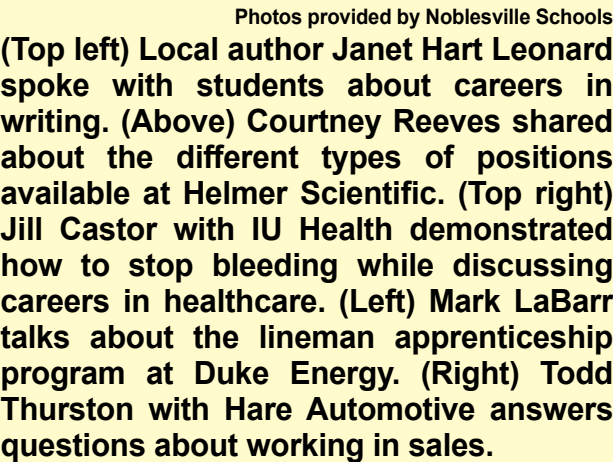 Photos provided by Noblesville Schools
(Top left) Local author Janet Hart Leonard
spoke with students about careers in
writing. (Above) Courtney Reeves shared
about the different types of positions
available at Helmer Scientific. (Top right)
Jill Castor with IU Health demonstrated
how to stop bleeding while discussing
careers in healthcare. (Left) Mark LaBarr
talks about the lineman apprenticeship
program at Duke Energy. (Right) Todd
Thurston with Hare Automotive answers
questions about working in sales.